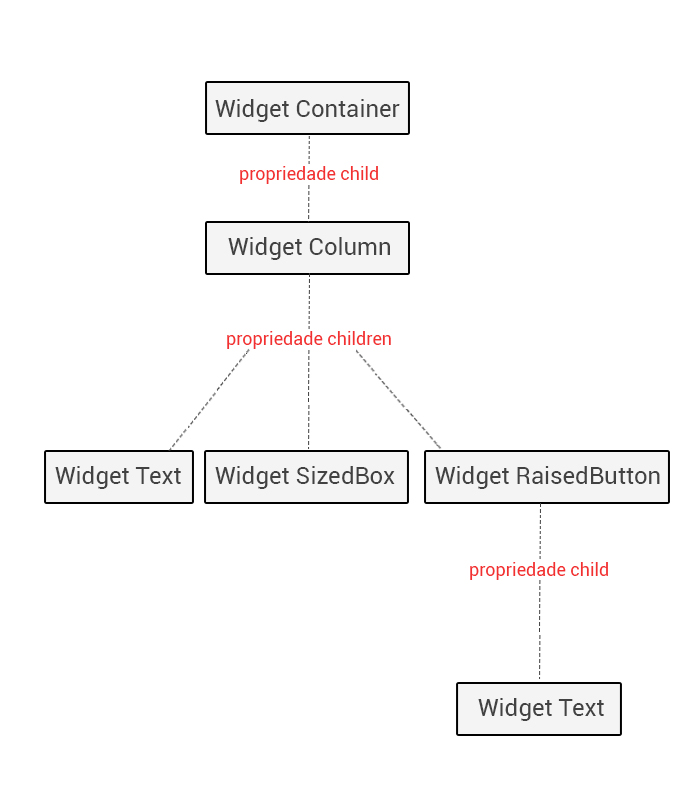 Widget Container
propriedade child
Widget Column
propriedade children
Widget Text
Widget SizedBox
Widget RaisedButton
propriedade child
Widget Text